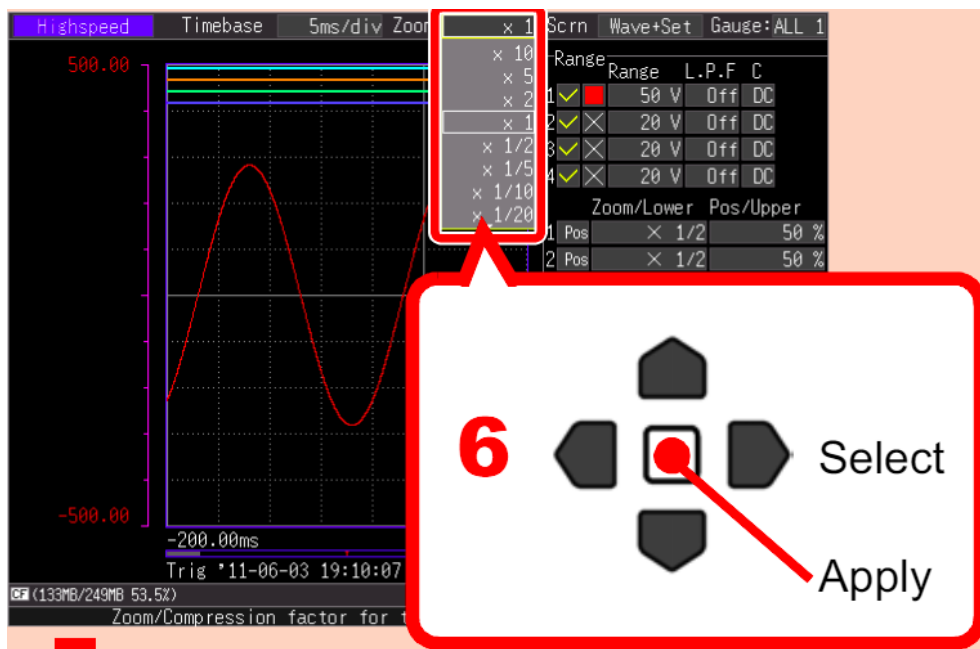 Highspeed Timebase 5ms/div Zoom x 1 Scrn Wave+Set Gauge:ALL 1
500.00
x 10
x 5
x 2
x 1
x 1/2
x 1/5
x 1/10
x 1/20
Range
Range L.P.F C
1 50 V Off DC
2 20 V Off DC
3 20 V Off DC
4 20 V Off DC
Zoom/Lower Pos/Upper
1 Pos × 1/2 50 %
2 Pos × 1/2 50 %
6
Select
Apply
-500.00
-200.00ms
Trig '11-06-03 19:10:07
CF (133MB/249MB 53.5%)
Zoom/Compression factor for